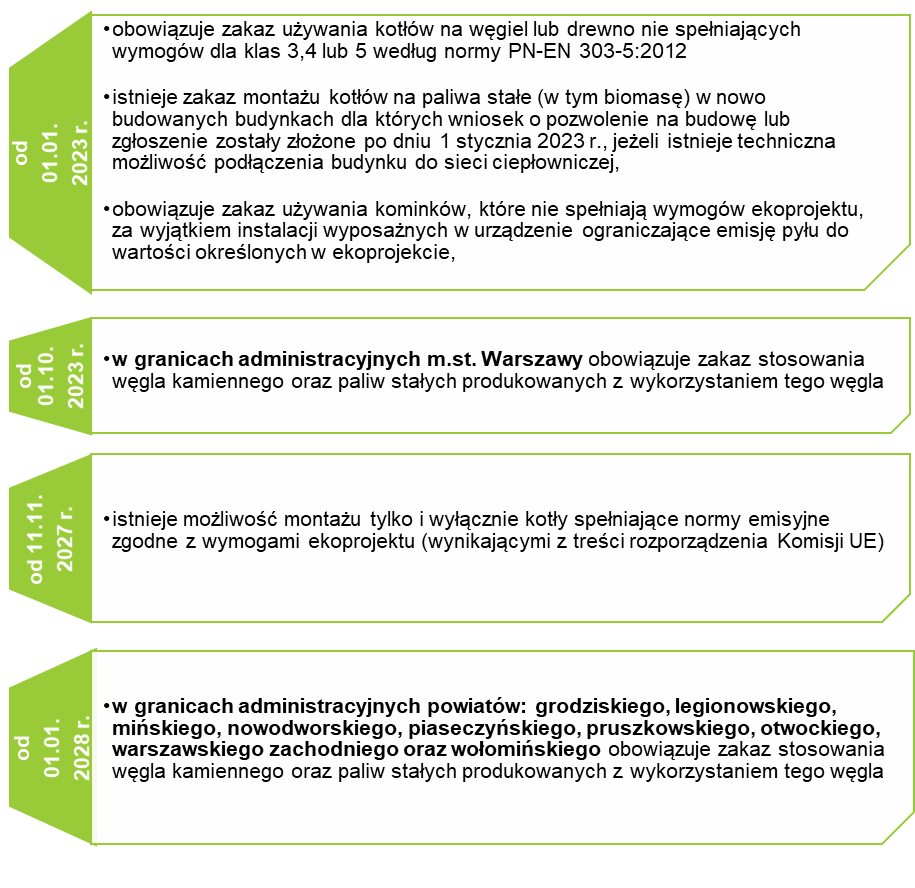 od
01.01.
2023 r.
•obowiązuje zakaz używania kotłów na węgiel lub drewno nie spełniających
wymogów dla klas 3,4 lub 5 według normy PN-EN 303-5:2012
•istnieje zakaz montażu kotłów na paliwa stałe (w tym biomasę) w nowo
budowanych budynkach dla których wniosek o pozwolenie na budowę lub
zgłoszenie zostały złożone po dniu 1 stycznia 2023 r., jeżeli istnieje techniczna
możliwość podłączenia budynku do sieci ciepłowniczej,
•obowiązuje zakaz używania kominków, które nie spełniają wymogów ekoprojektu,
za wyjątkiem instalacji wyposażnych w urządzenie ograniczające emisję pyłu do
wartości określonych w ekoprojekcie,
od
01.10.
2023 r.
•w granicach administracyjnych m.st. Warszawy obowiązuje zakaz stosowania
węgla kamiennego oraz paliw stałych produkowanych z wykorzystaniem tego węgla
od 11.11.
2027 r.
•istnieje możliwość montażu tylko i wyłącznie kotły spełniające normy emisyjne
zgodne z wymogami ekoprojektu (wynikającymi z treści rozporządzenia Komisji UE)
od
01.01.
2028 r.
•w granicach administracyjnych powiatów: grodziskiego, legionowskiego,
mińskiego, nowodworskiego, piaseczyńskiego, pruszkowskiego, otwockiego,
warszawskiego zachodniego oraz wołomińskiego obowiązuje zakaz stosowania
węgla kamiennego oraz paliw stałych produkowanych z wykorzystaniem tego węgla